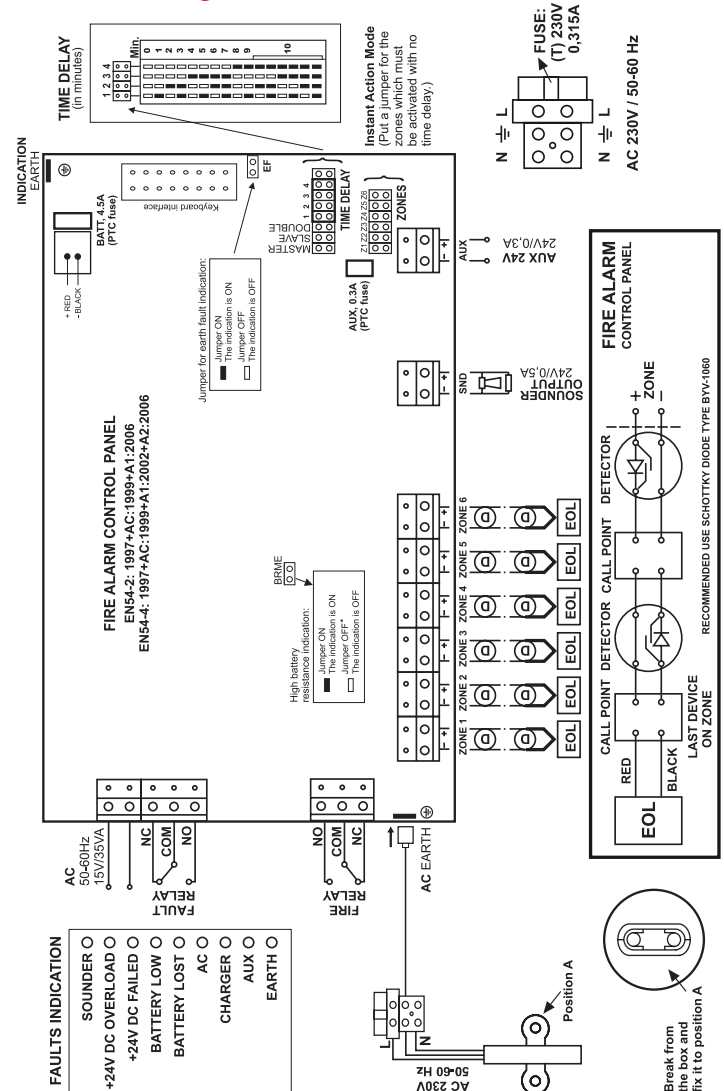 FAULTS INDICATION
SOUNDER
+24V DC OVERLOAD
+24V DC FAILED
BATTERY LOW
BATTERY LOST
AC
CHARGER
AUX
EARTH
AC
50-60Hz
15V/35VA
NC
COM
NO
FAULT
RELAY
NO
COM
NC
FIRE
RELAY
AC EARTH
L
N
AC 230V
50-60 Hz
Position A
Break from
the box and
fix it to position A
FIRE ALARM CONTROL PANEL
EN54-2: 1997+AC:1999+A1:2006
EN54-4: 1997+AC:1999+A1:2002+A2:2006
BRME
High battery
resistance indication:
Jumper ON
The indication is ON
Jumper OFF*
The indication is OFF
- +
ZONE 1
- +
ZONE 2
- +
ZONE 3
- +
ZONE 4
- +
ZONE 5
- +
ZONE 6
D D D D D D
D D D D D D
EOL EOL EOL EOL EOL EOL
INDICATION
EARTH
+ RED
- BLACK
BATT, 4.5A
(PTC fuse)
Keyboard interface
EF
Jumper for earth fault indication:
Jumper ON
The indication is ON
Jumper OFF
The indication is OFF
MASTER
SLAVE
DOUBLE
1 2 3 4
TIME DELAY
Z1 Z2 Z3 Z4 Z5 Z6
ZONES
AUX, 0.3A
(PTC fuse)
- +
SND
SOUNDER
OUTPUT
24V/0,5A
- +
AUX
AUX 24V
24V/0,3A
TIME DELAY
(in minutes)
1 2 3 4
Min.
0
1
2
3
4
5
6
7
8
9
10
Instant Action Mode
(Put a jumper for the
zones which must
be activated with no
time delay.)
FUSE:
(T) 230V
0,315A
N L
N L
AC 230V / 50-60 Hz
FIRE ALARM
CONTROL PANEL
EOL
RED
BLACK
CALL POINT
DETECTOR
CALL POINT
DETECTOR
+
ZONE
-
LAST DEVICE
ON ZONE
RECOMMENDED USE SCHOTTKY DIODE TYPE BYV-1060